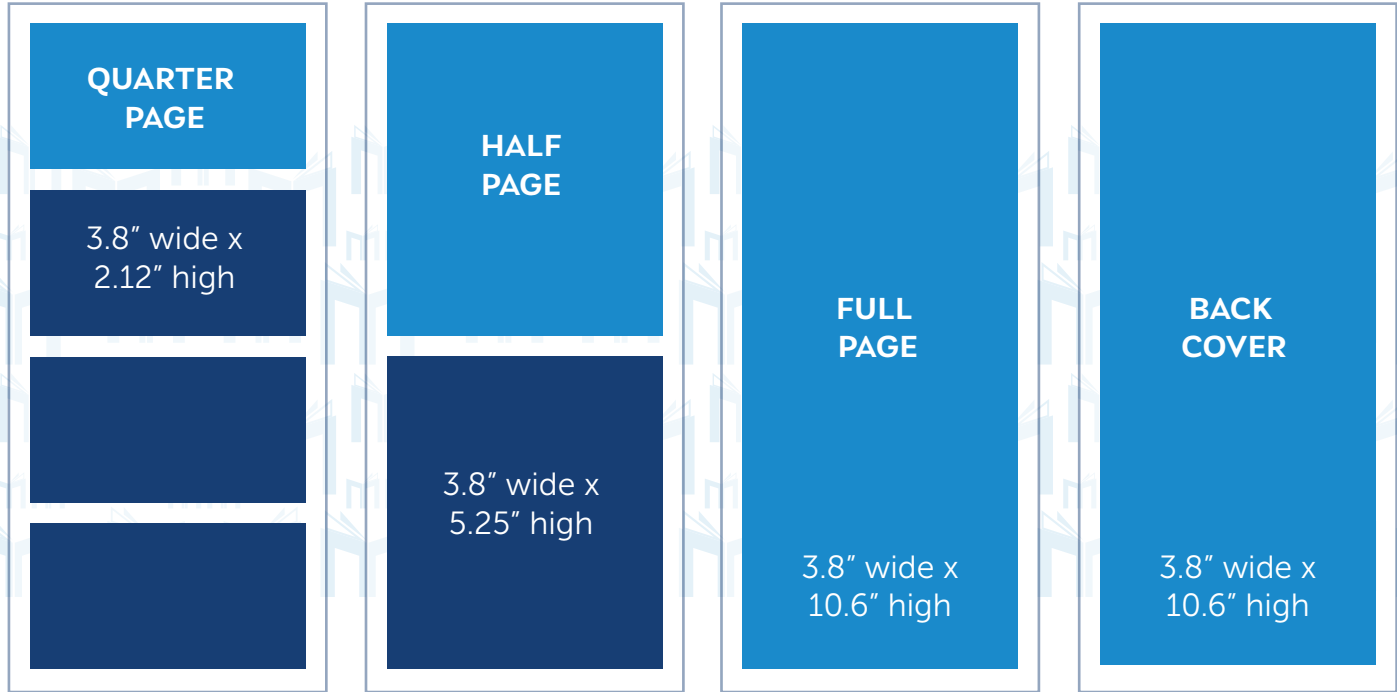 QUARTER
PAGE
3.8” wide x
2.12” high
HALF
PAGE
3.8” wide x
5.25” high
FULL
PAGE
3.8” wide x
10.6” high
BACK
COVER
3.8” wide x
10.6” high